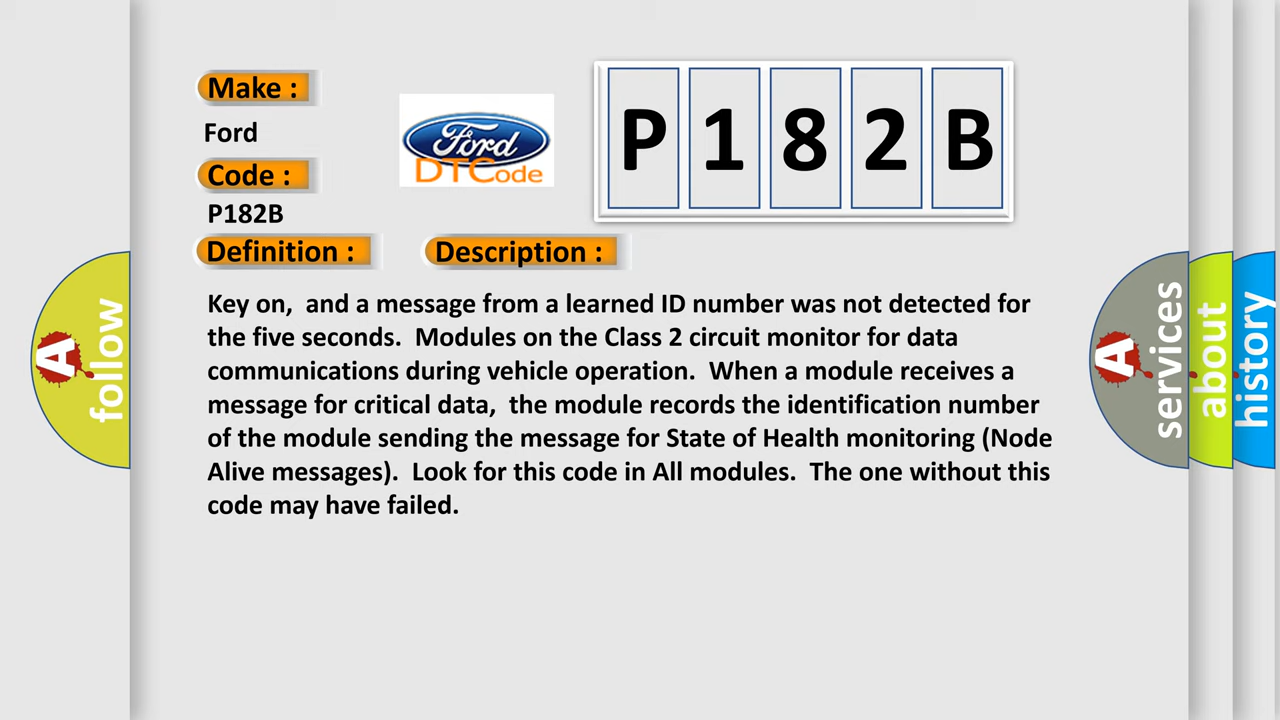 Make :
Ford
Code :
P182B
Definition :
Description :
Ford
DTCode
P 1 8 2 B
Key on,  and a message from a learned ID number was not detected for
the five seconds  Modules on the Class 2 circuit monitor for data
communications during vehicle operation  When a module receives a
message for critical data,  the module records the identification number
of the module sending the message for State of Health monitoring (Node
Alive messages)  Look for this code in All modules  The one without this
code may have failed.
A
follow
A
services
about
history